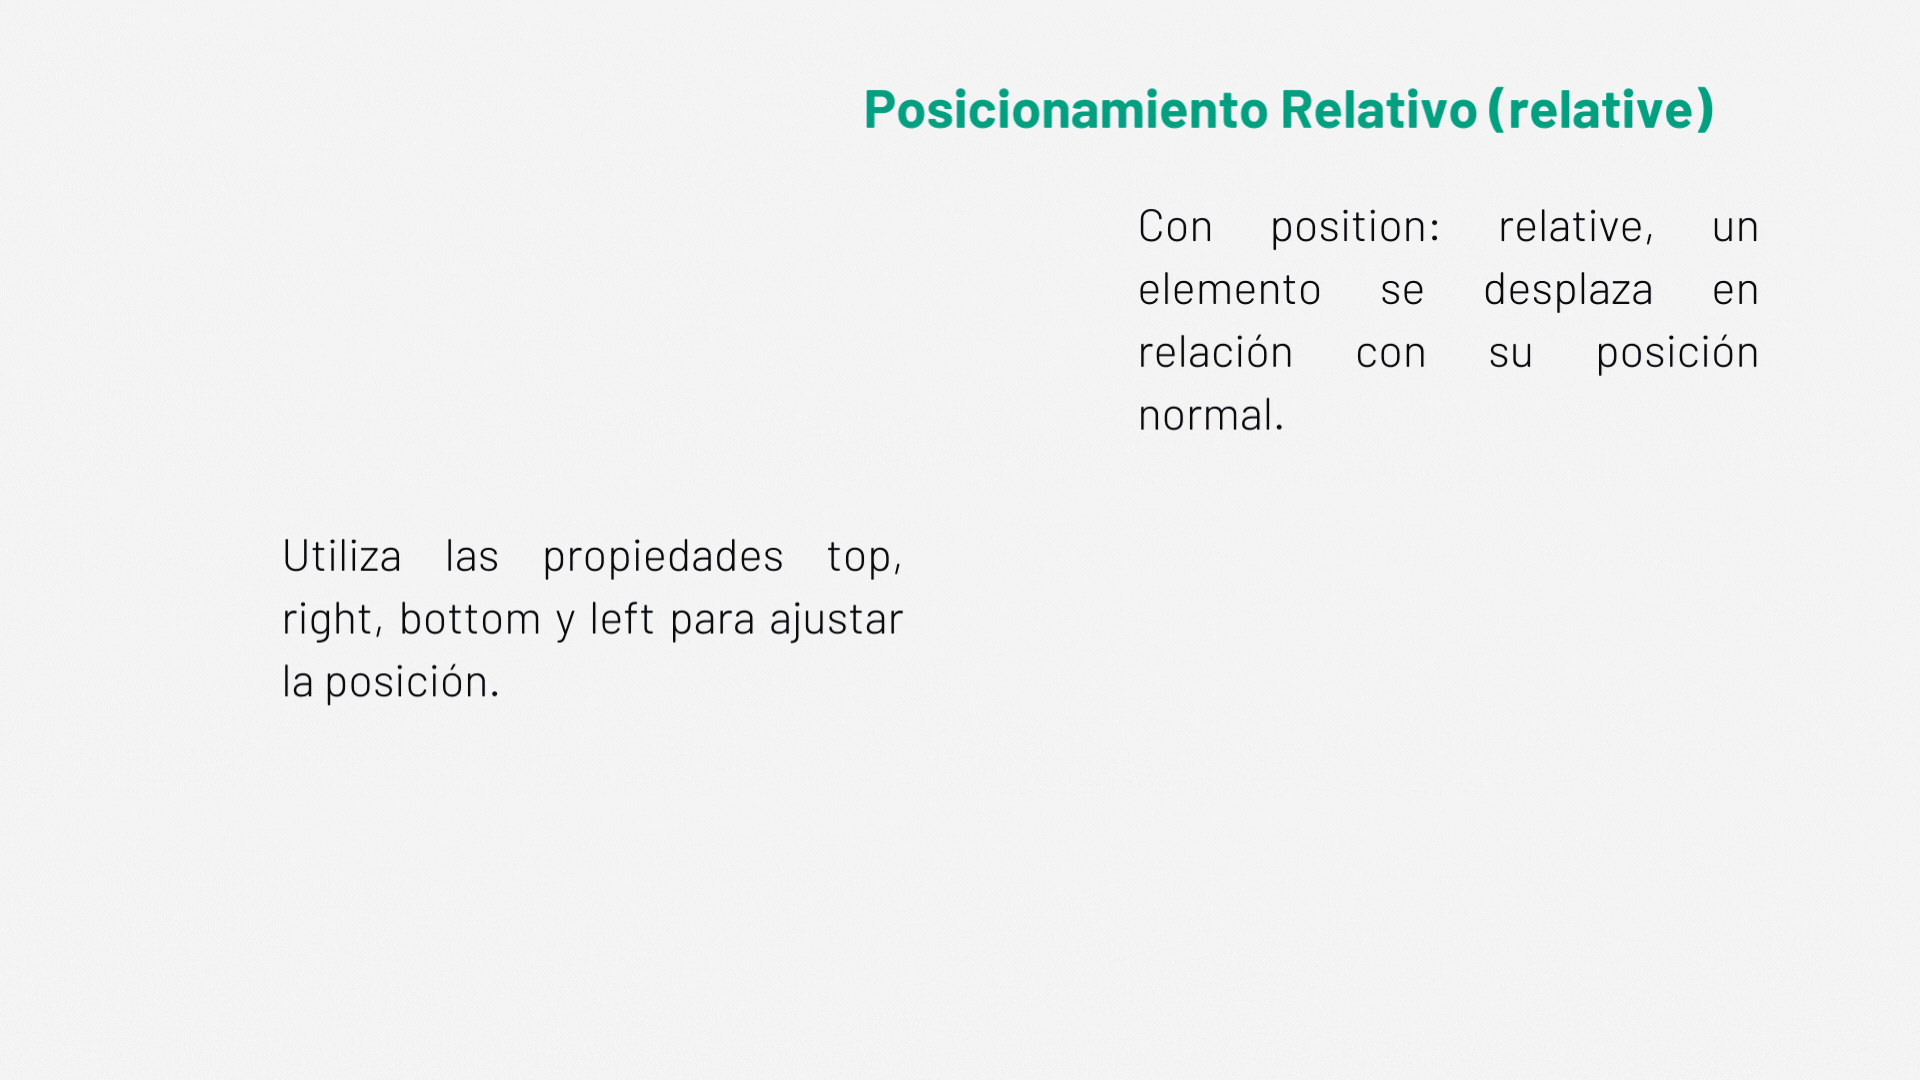 Posicionamiento Relativo (relative)
Con position: relative, un
elemento se desplaza en
relación con su posición
normal.
Utiliza las propiedades top,
right, bottom y left para ajustar
la posición.